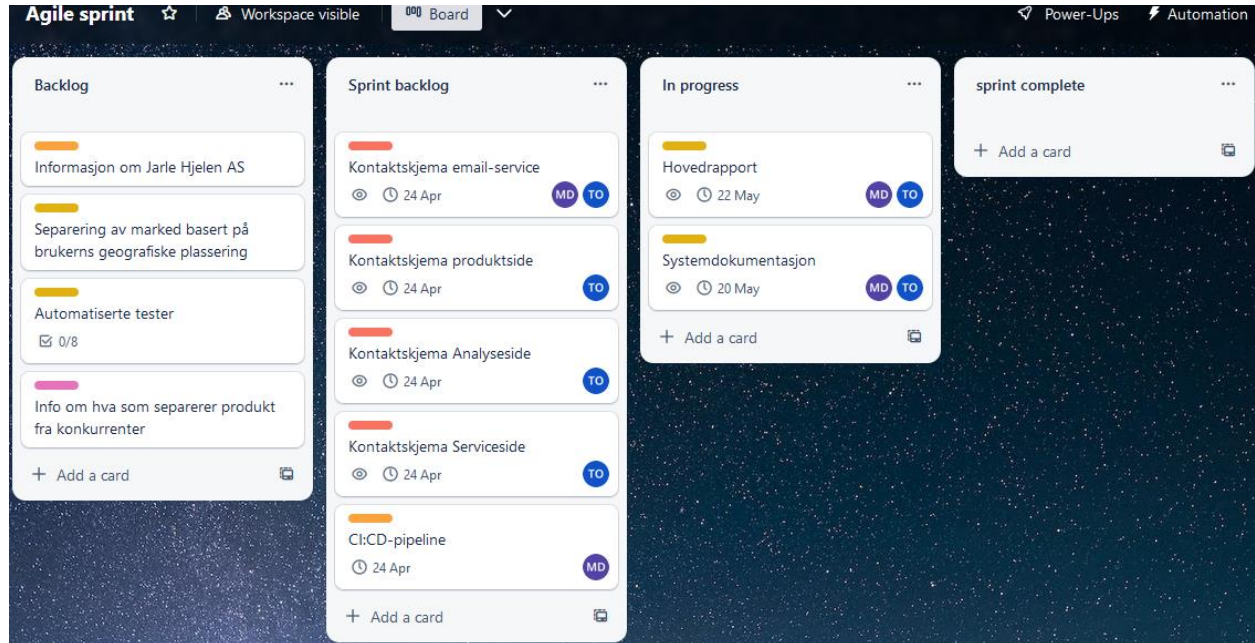 Agile sprint
Workspace visible
Board
Power-Ups
Automation
Backlog
Informasjon om Jarle Hjelen AS
Separering av marked basert på
brukerns geografiske plassering
Automatiserte tester
0/8
Info om hva som separerer produkt
fra konkurrenter
+ Add a card
Sprint backlog
Kontaktskjema email-service
24 Apr
MD TO
Kontaktskjema produktside
24 Apr
TO
Kontaktskjema Analyseside
24 Apr
TO
Kontaktskjema Serviceside
24 Apr
TO
CI:CD-pipeline
24 Apr
MD
+ Add a card
In progress
Hovedrapport
22 May
MD TO
Systemdokumentasjon
20 May
MD TO
+ Add a card
sprint complete
+ Add a card